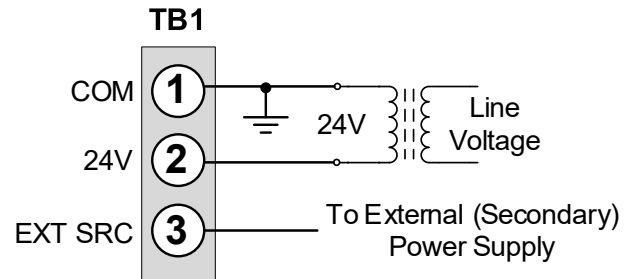 TB1
COM 1
24V
Line
Voltage
24V 2
EXT SRC 3
To External (Secondary)
Power Supply